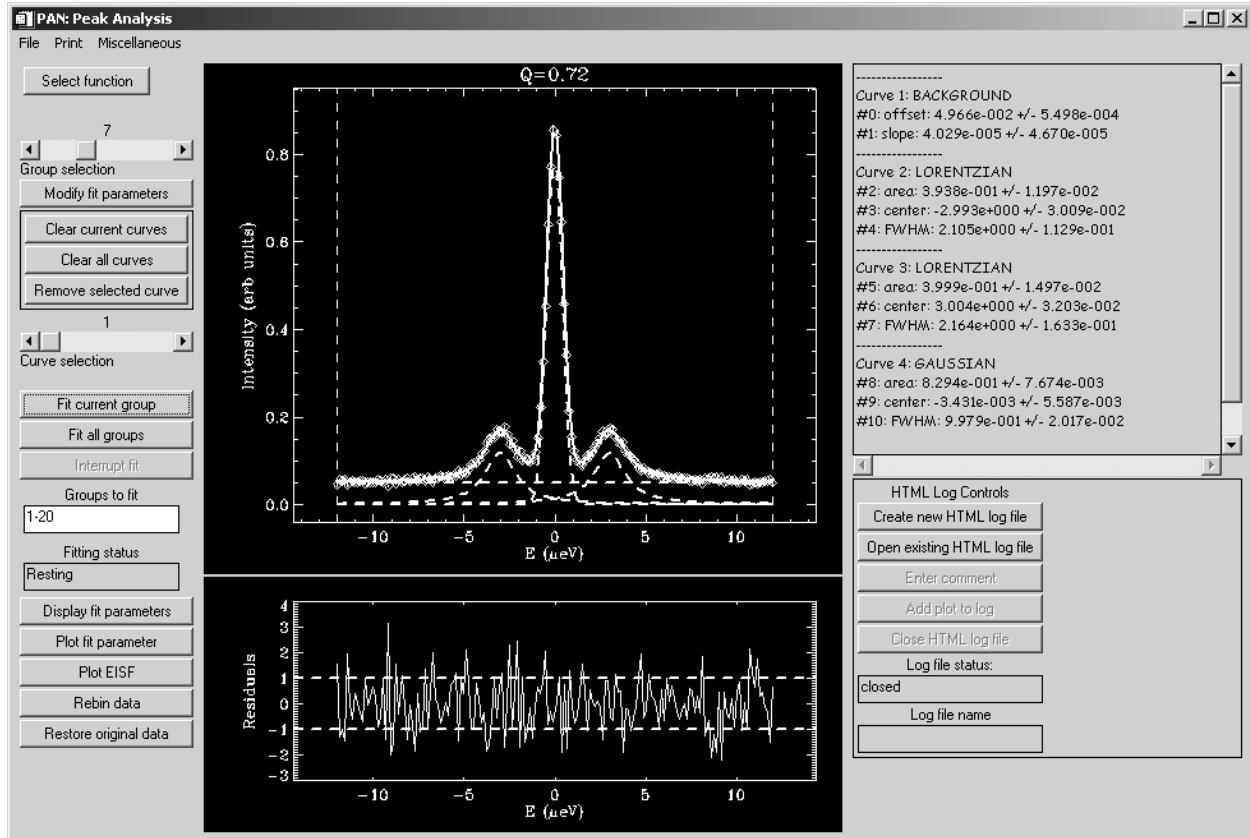 PAN: Peak Analysis
File Print Miscellaneous
Select function
7
Group selection
Modify fit parameters
Clear current curves
Clear all curves
Remove selected curve
1
Curve selection
Fit current group
Fit all groups
Interrupt fit
Groups to fit
1-20
Fitting status
Resting
Display fit parameters
Plot fit parameter
Plot EISF
Rebin data
Restore original data
Q=0.72
Intensity (arb units)
0.8
0.6
0.4
0.2
0.0
-10 -5 0 5 10
E (μeV)
Residuals
4
3
2
1
0
-1
-2
-3
-10 -5 0 5 10
E (μeV)
-----------------
Curve 1: BACKGROUND
#0: offset: 4.966e-002 +/- 5.498e-004
#1: slope: 4.029e-005 +/- 4.670e-005
-----------------
Curve 2: LORENTZIAN
#2: area: 3.938e-001 +/- 1.197e-002
#3: center: -2.993e+000 +/- 3.009e-002
#4: FWHM: 2.105e+000 +/- 1.129e-001
-----------------
Curve 3: LORENTZIAN
#5: area: 3.999e-001 +/- 1.497e-002
#6: center: 3.004e+000 +/- 3.203e-002
#7: FWHM: 2.164e+000 +/- 1.633e-001
-----------------
Curve 4: GAUSSIAN
#8: area: 8.294e-001 +/- 7.674e-003
#9: center: -3.431e-003 +/- 5.587e-003
#10: FWHM: 9.979e-001 +/- 2.017e-002
HTML Log Controls
Create new HTML log file
Open existing HTML log file
Enter comment
Add plot to log
Close HTML log file
Log file status:
closed
Log file name